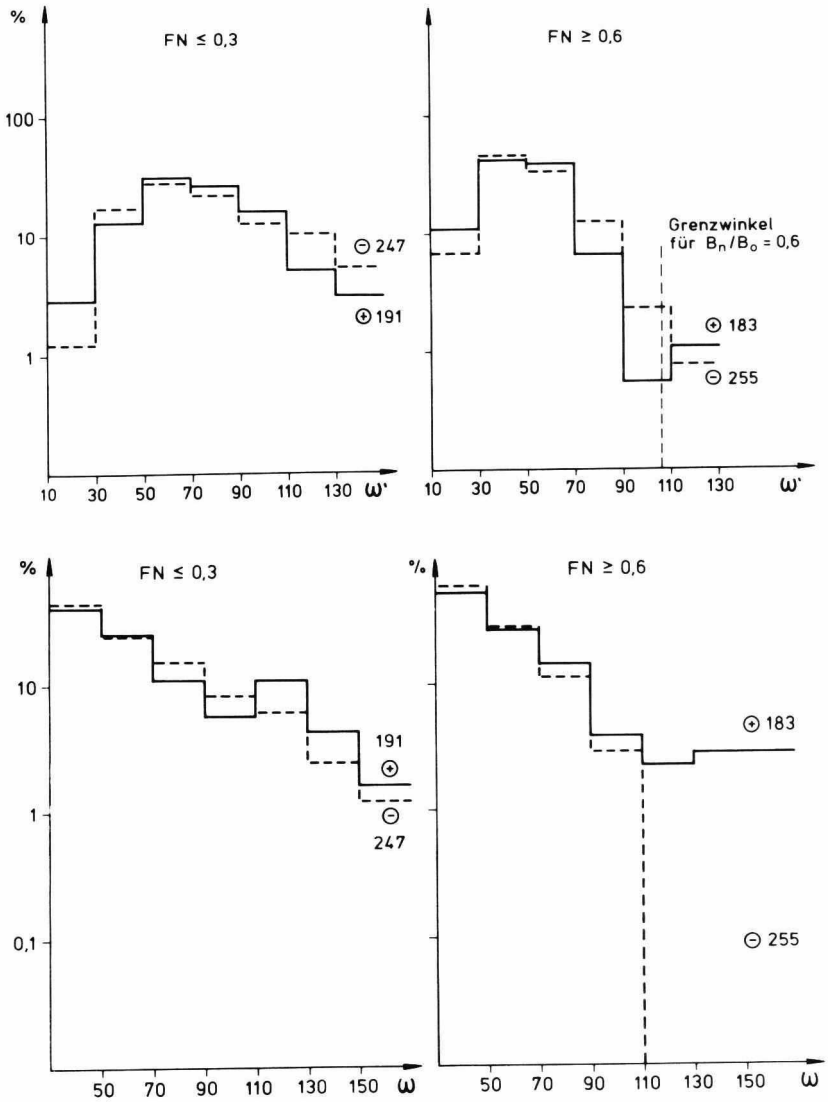 %
FN ≤ 0,3
100
10
1
⊖ 247
⊕ 191
10 30 50 70 90 110 130 ω'
FN ≥ 0,6
Grenzwinkel
für Bn/Bo = 0,6
⊕ 183
⊖ 255
10 30 50 70 90 110 130 ω'
%
FN ≤ 0,3
10
1
0,1
191
⊕
⊖
247
50 70 90 110 130 150 ω
%
FN ≥ 0,6
⊕ 183
⊖ 255
50 70 90 110 130 150 ω